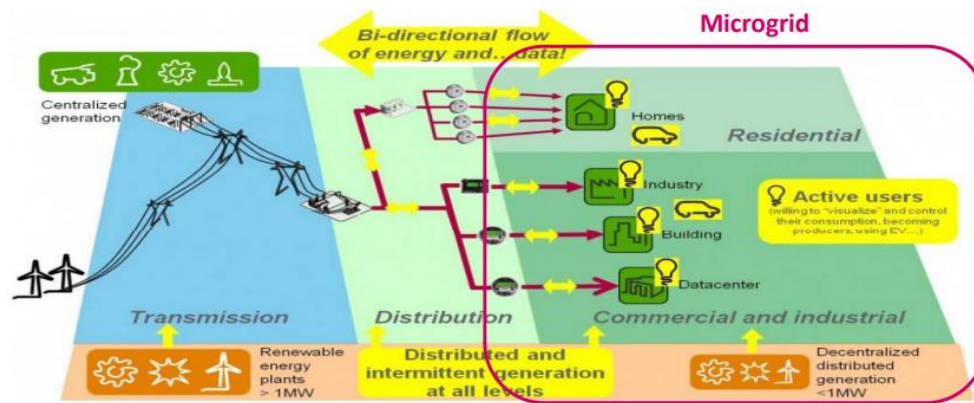 Microgrid
Bi-directional flow
of energy and...data!
Centralized
generation
Homes
Residential
Industry
Active users
(willing to "visualize" and control
their consumption, becoming
producers, using EV...)
Building
Datacenter
Transmission
Distribution
Commercial and industrial
Renewable
energy
plants
> 1MW
Distributed and
intermittent generation
at all levels
Decentralized
distributed
generation
<1MW